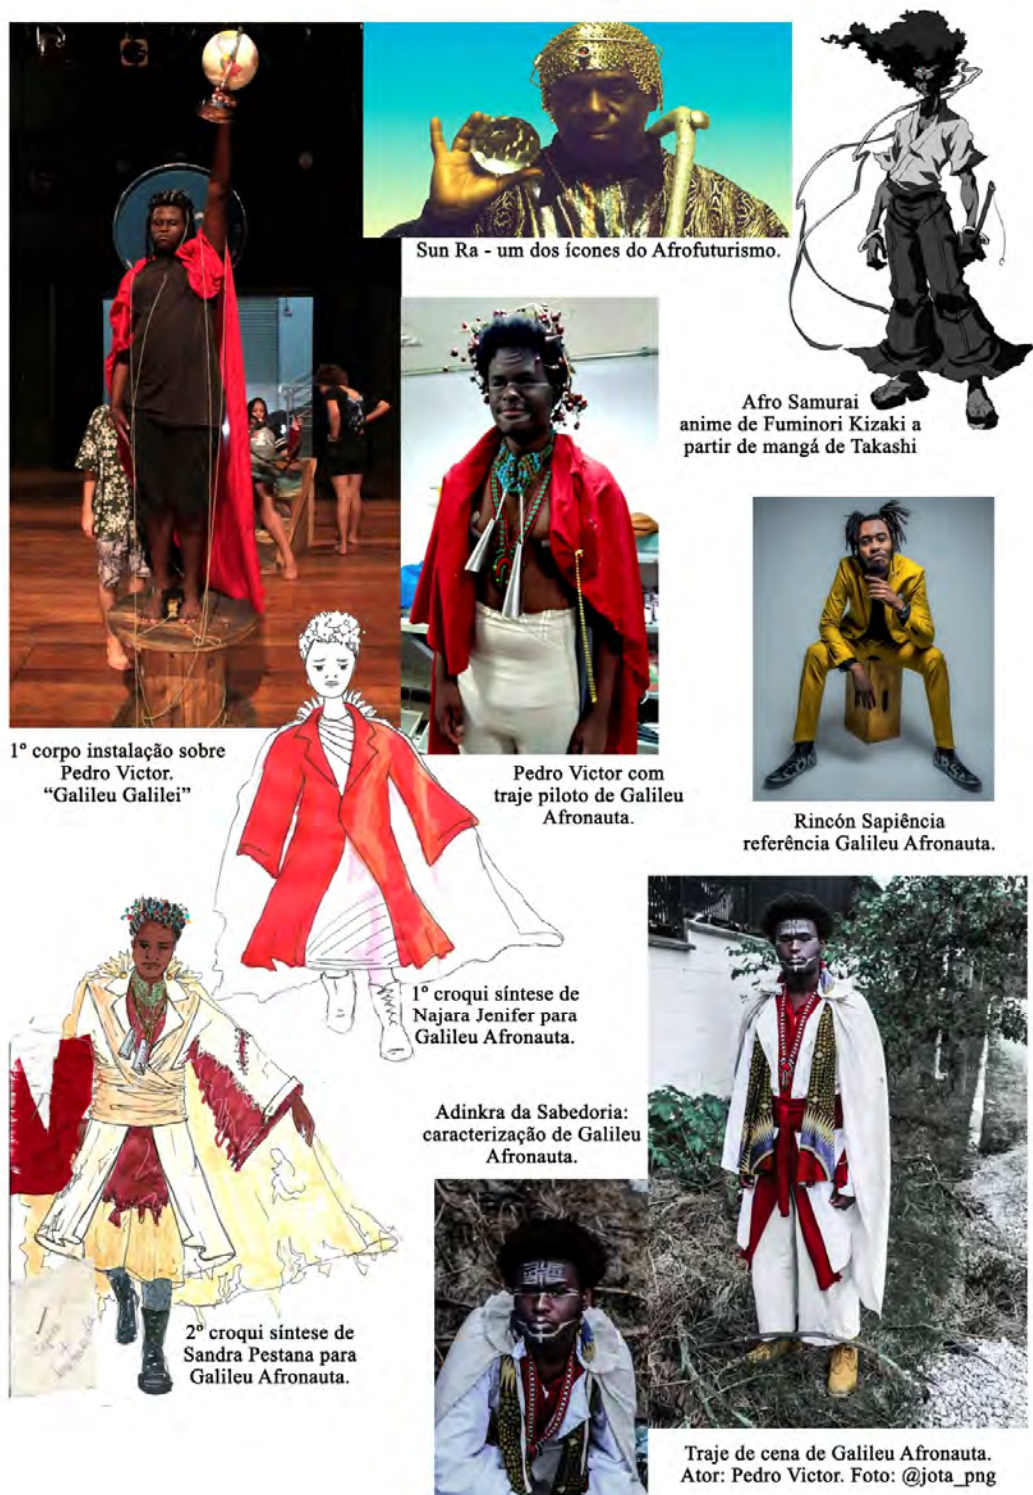 Sun Ra - um dos ícones do Afrofuturismo.
Afro Samurai
anime de Fuminori Kizaki a
partir de mangá de Takashi
1º corpo instalação sobre
Pedro Victor.
“Galileu Galilei”
Pedro Victor com
traje piloto de Galileu
Afronauta.
Rincón Sapiência
referência Galileu Afronauta.
1º croqui síntese de
Najara Jenifer para
Galileu Afronauta.
Adinkra da Sabedoria:
caracterização de Galileu
Afronauta.
2º croqui síntese de
Sandra Pestana para
Galileu Afronauta.
Traje de cena de Galileu Afronauta.
Ator: Pedro Victor. Foto: @jota_png